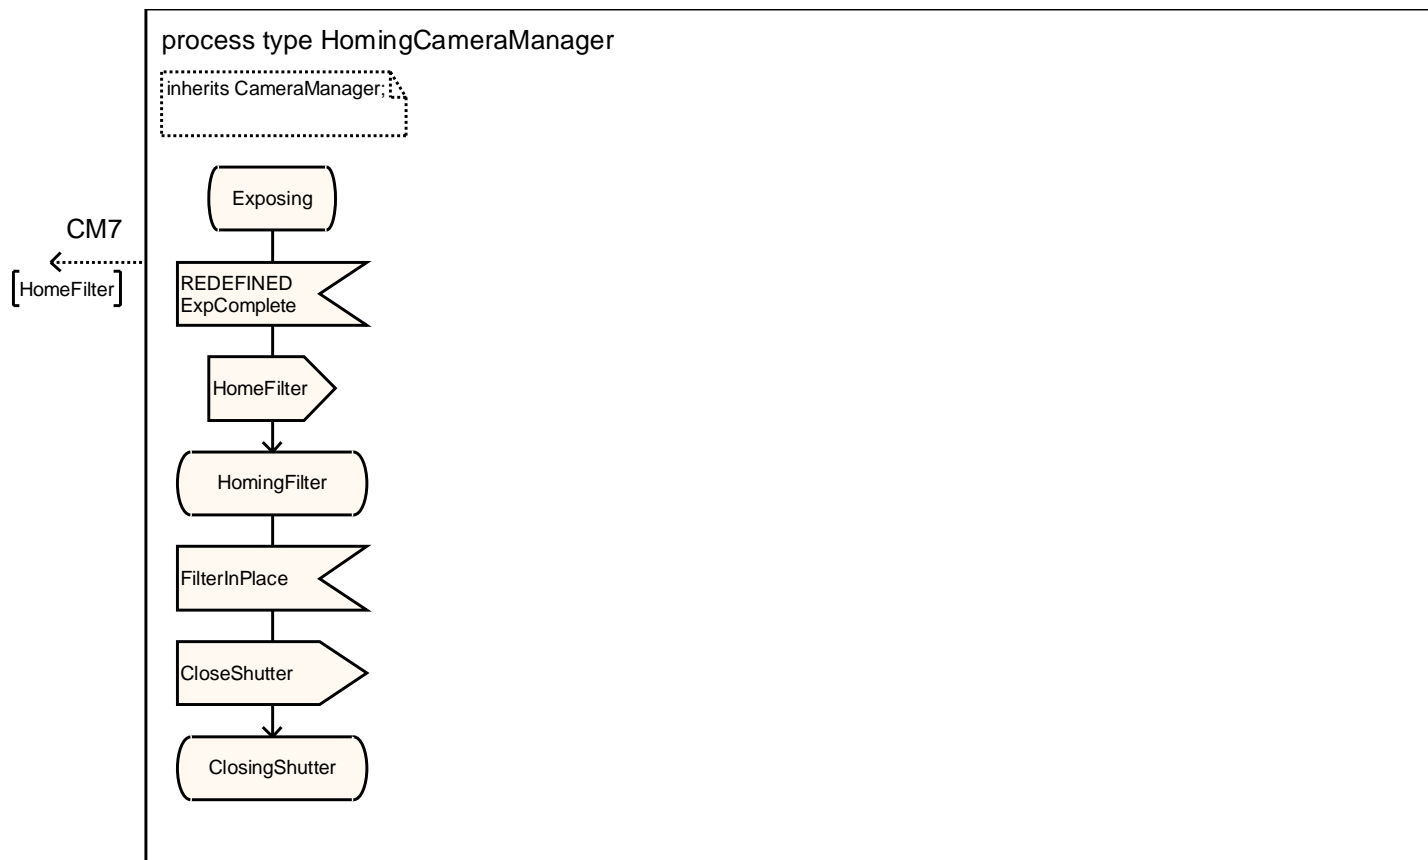 process type HomingCameraManager
inherits CameraManager;
Exposing
CM7
HomeFilter
REDEFINED
ExpComplete
HomeFilter
HomingFilter
FilterInPlace
CloseShutter
ClosingShutter